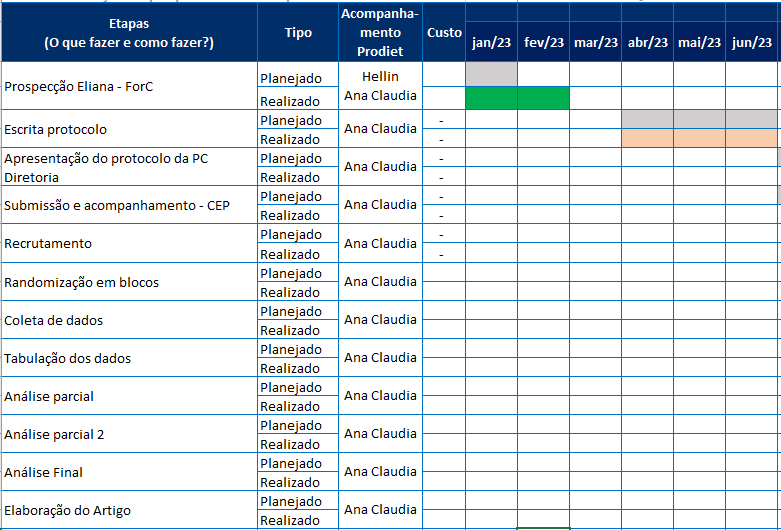 Etapas
(O que fazer e como fazer?)
Tipo
Acompanha-
mento
Prodiet
Custo
jan/23 fev/23 mar/23 abr/23 mai/23 jun/23
Prospecção Eliana - ForC
Planejado
Realizado
Hellin
Ana Claudia
Escrita protocolo
Planejado -
Realizado -
Ana Claudia
Apresentação do protocolo da PC
Diretoria
Planejado -
Realizado -
Ana Claudia
Submissão e acompanhamento - CEP
Planejado -
Realizado -
Ana Claudia
Recrutamento
Planejado -
Realizado -
Ana Claudia
Randomização em blocos
Planejado
Realizado
Ana Claudia
Coleta de dados
Planejado
Realizado
Ana Claudia
Tabulação dos dados
Planejado
Realizado
Ana Claudia
Análise parcial
Planejado
Realizado
Ana Claudia
Análise parcial 2
Planejado
Realizado
Ana Claudia
Análise Final
Planejado
Realizado
Ana Claudia
Elaboração do Artigo
Planejado
Realizado
Ana Claudia